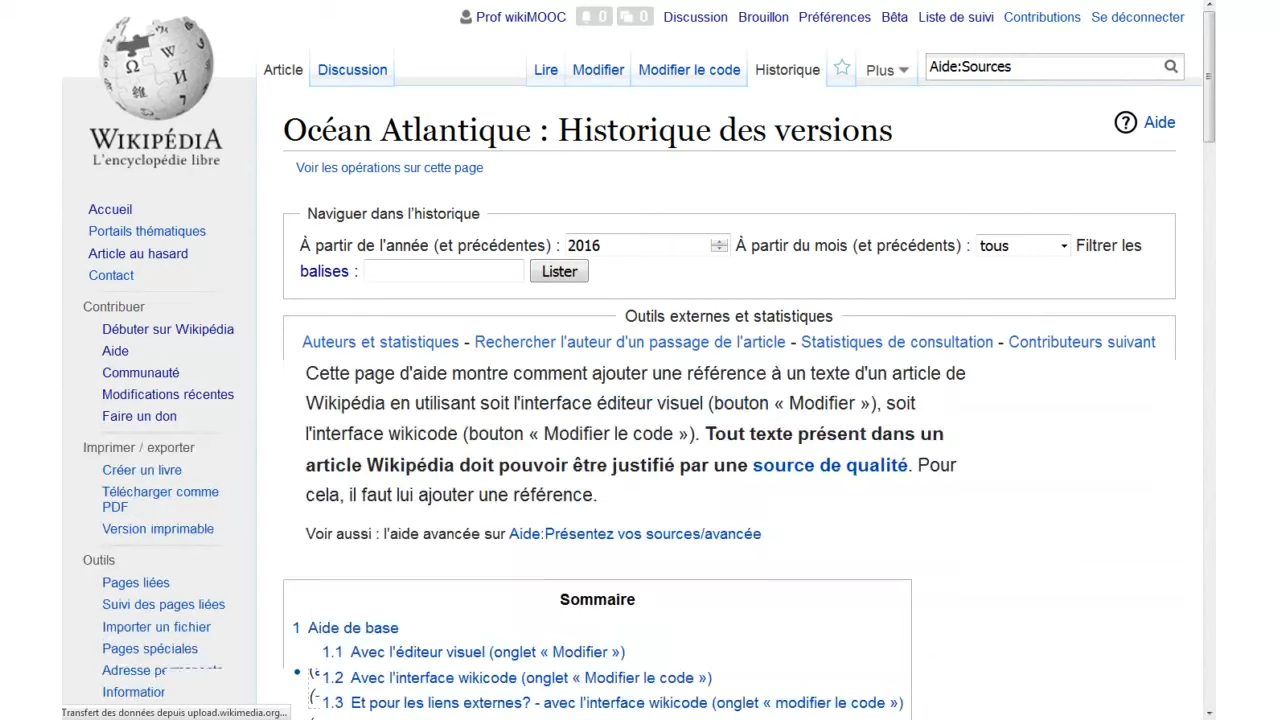 Prof wikiMOOC 0 0 Discussion Brouillon Préférences Bêta Liste de suivi Contributions Se déconnecter
Article Discussion Lire Modifier Modifier le code Historique Plus Aide:Sources
WIKIPÉDIA
L'encyclopédie libre
Océan Atlantique : Historique des versions
Aide
Voir les opérations sur cette page
Accueil
Portails thématiques
Article au hasard
Contact
Contribuer
Débuter sur Wikipédia
Aide
Communauté
Modifications récentes
Faire un don
Imprimer / exporter
Créer un livre
Télécharger comme
PDF
Version imprimable
Outils
Pages liées
Suivi des pages liées
Importer un fichier
Pages spéciales
Adresse
Information
Naviguer dans l'historique
À partir de l'année (et précédentes) : 2016 À partir du mois (et précédents) : tous Filtrer les
balises : Lister
Outils externes et statistiques
Auteurs et statistiques - Rechercher l'auteur d'un passage de l'article - Statistiques de consultation - Contributeurs suivant
Cette page d'aide montre comment ajouter une référence à un texte d'un article de
Wikipédia en utilisant soit l'interface éditeur visuel (bouton « Modifier »), soit
l'interface wikicode (bouton « Modifier le code »). Tout texte présent dans un
article Wikipédia doit pouvoir être justifié par une source de qualité. Pour
cela, il faut lui ajouter une référence.
Voir aussi : l'aide avancée sur Aide:Présentez vos sources/avancée
Sommaire
1 Aide de base
1.1 Avec l'éditeur visuel (onglet « Modifier »)
1.2 Avec l'interface wikicode (onglet « Modifier le code »)
1.3 Et pour les liens externes? - avec l'interface wikicode (onglet « modifier le code »)
Transfert des données depuis upload.wikimedia.org...